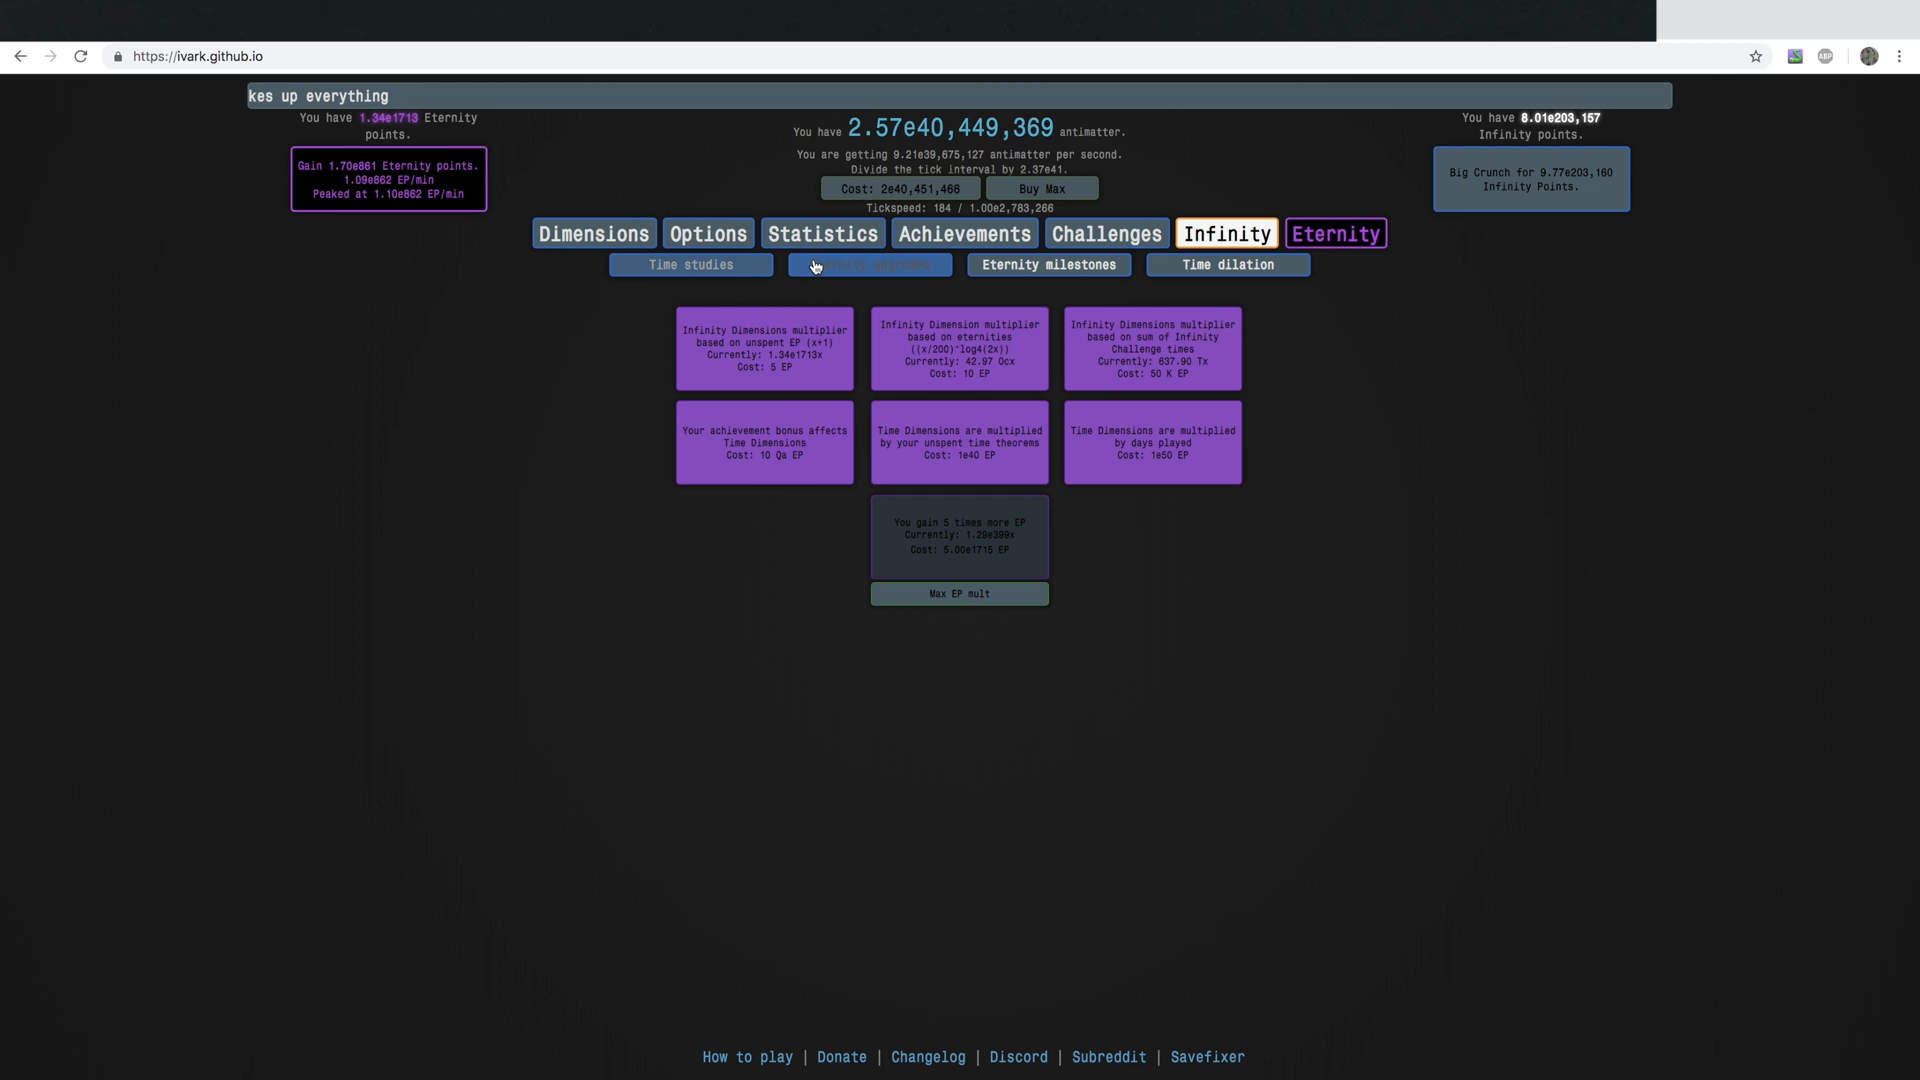 https://ivark.github.io
ABP
kes up everything
You have 1.34e1713 Eternity
points.
Gain 1.70e861 Eternity points.
1.09e862 EP/min
Peaked at 1.10e862 EP/min
You have 2.57e40,449,369 antimatter.
You are getting 9.21e39,675,127 antimatter per second.
Divide the tick interval by 2.37e41.
Cost: 2e40,451,466
Buy Max
Tickspeed: 184 / 1.00e2,783,266
You have 8.01e203,157
Infinity points.
Big Crunch for 9.77e203,160
Infinity Points.
Dimensions
Options
Statistics
Achievements
Challenges
Infinity
Eternity
Time studies
Eternity upgrades
Eternity milestones
Time dilation
Infinity Dimensions multiplier
based on unspent EP (x+1)
Currently: 1.34e1713x
Cost: 5 EP
Infinity Dimension multiplier
based on eternities
((x/200)^log4(2x))
Currently: 42.97 Ocx
Cost: 10 EP
Infinity Dimensions multiplier
based on sum of Infinity
Challenge times
Currently: 637.90 Tx
Cost: 50 K EP
Your achievement bonus affects
Time Dimensions
Cost: 10 Qa EP
Time Dimensions are multiplied
by your unspent time theorems
Cost: 1e40 EP
Time Dimensions are multiplied
by days played
Cost: 1e50 EP
You gain 5 times more EP
Currently: 1.29e399x
Cost: 5.00e1715 EP
Max EP mult
How to play | Donate | Changelog | Discord | Subreddit | Savefixer